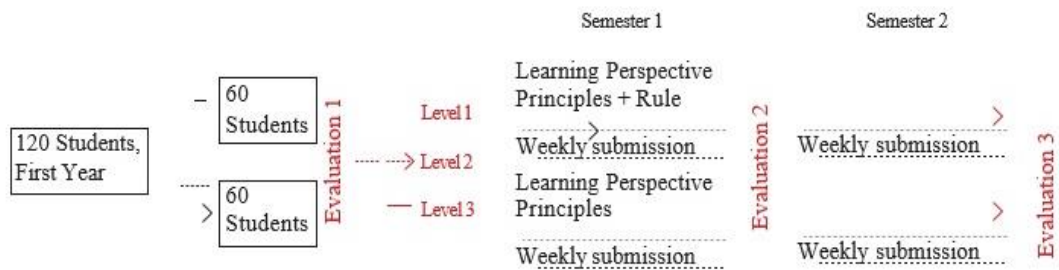 Semester 1
Semester 2
120 Students,
First Year
60
Students
60
Students
Evaluation 1
Level 1
Level 2
Level 3
Learning Perspective
Principles + Rule
Weekly submission
Learning Perspective
Principles
Weekly submission
Evaluation 2
Weekly submission
Weekly submission
Evaluation 3